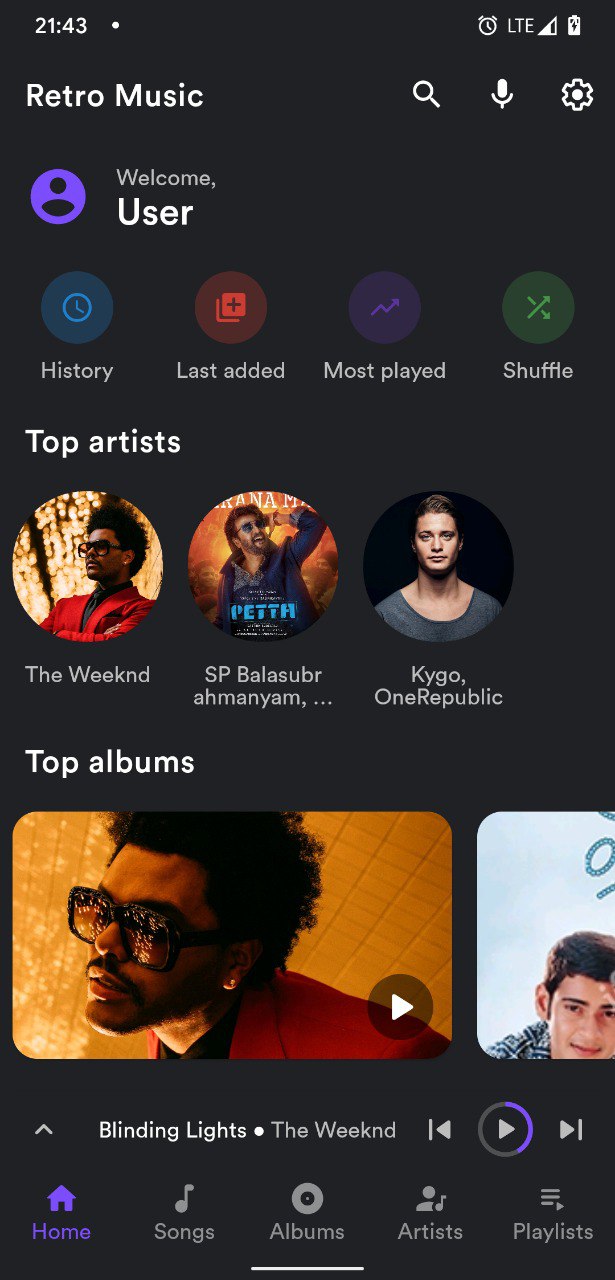 21:43
LTE
Retro Music
Welcome,
User
History
Last added
Most played
Shuffle
Top artists
PETTA
The Weeknd
SP Balasubr
ahmanyam, ...
Kygo,
OneRepublic
Top albums
Blinding Lights • The Weeknd
Home
Songs
Albums
Artists
Playlists